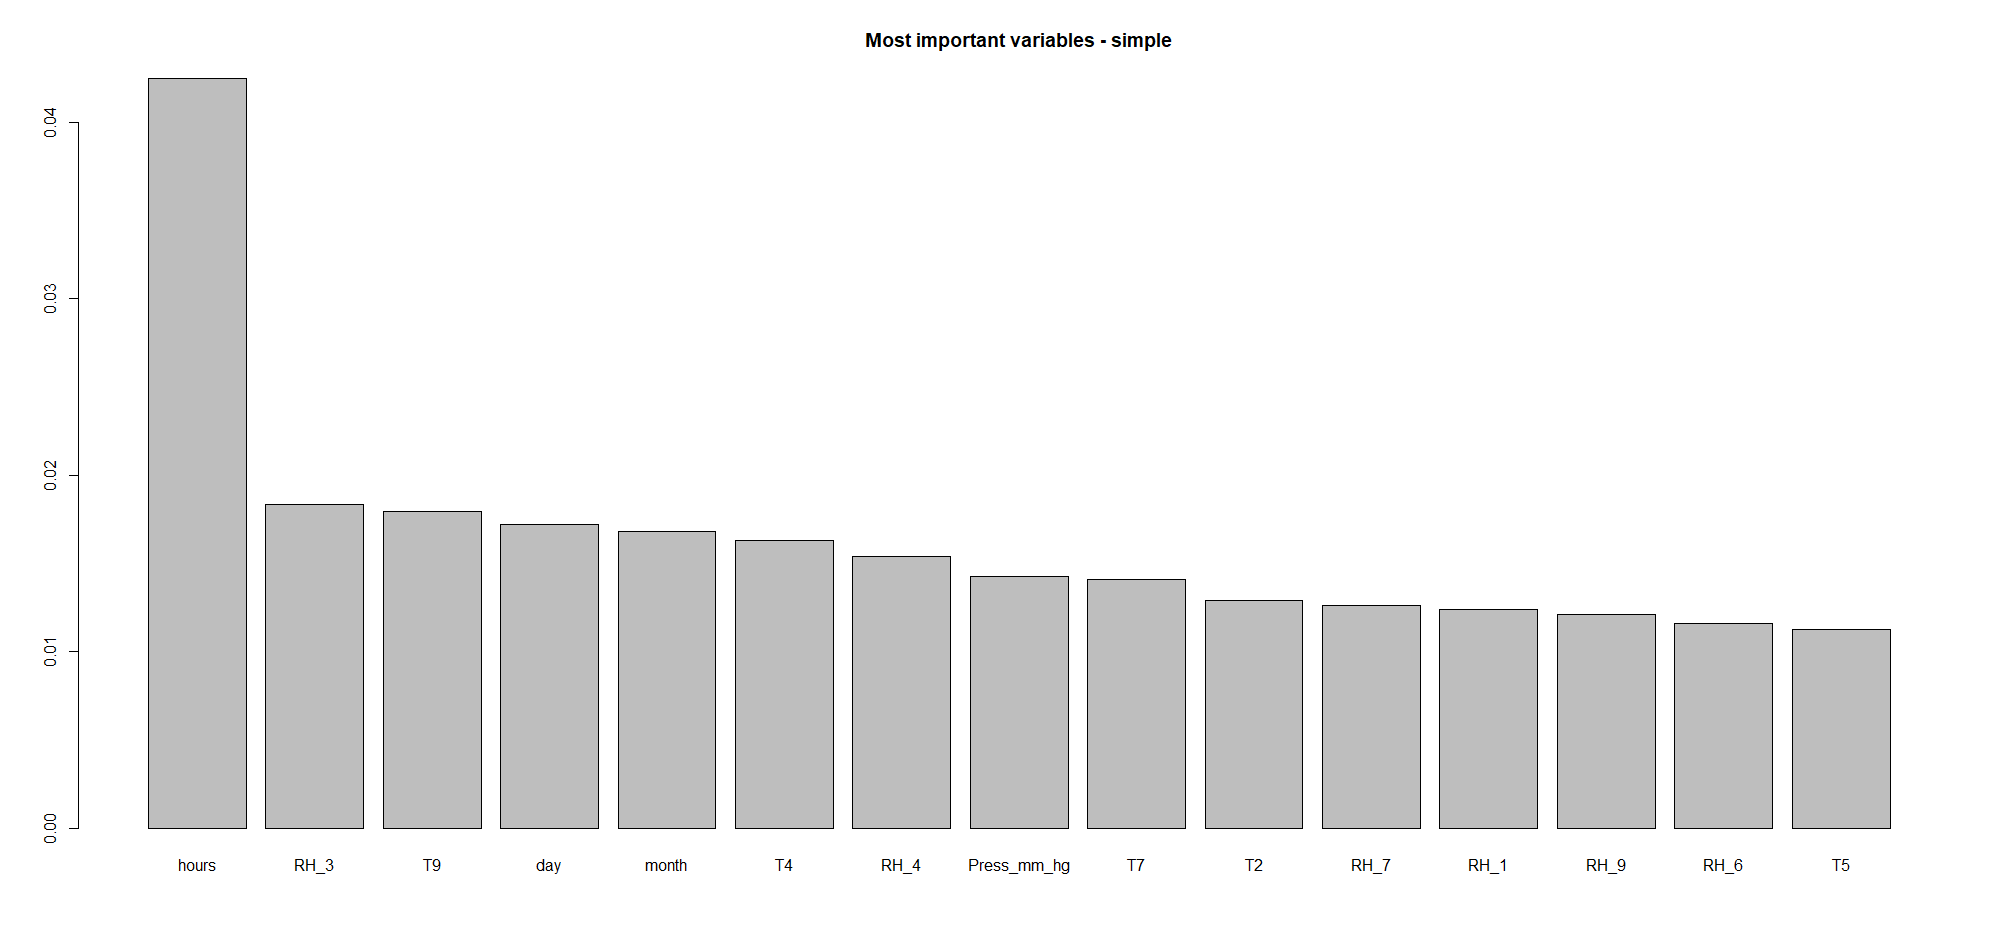 Most important variables - simple
0.04
0.03
0.02
0.01
0.00
hours RH_3 T9 day month T4 RH_4 Press_mm_hg T7 T2 RH_7 RH_1 RH_9 RH_6 T5